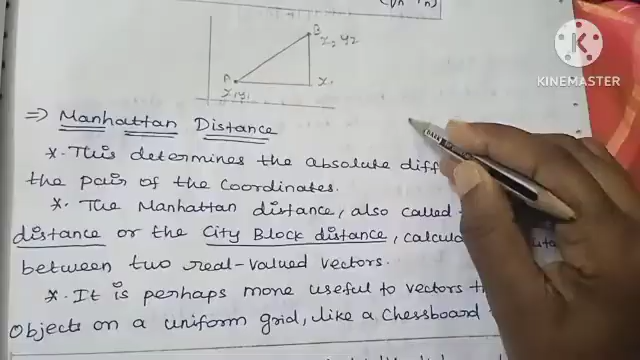 B
x2 y2
A
x1 y1
⇒ Manhattan Distance
*. This determines the absolute diff
the pair of the coordinates.
*. The Manhattan distance, also called
distance or the City Block distance, calcu
between two real-valued vectors.
*. It is perhaps more useful to vectors th
Objects on a uniform grid, like a chessboard
KINEMASTER